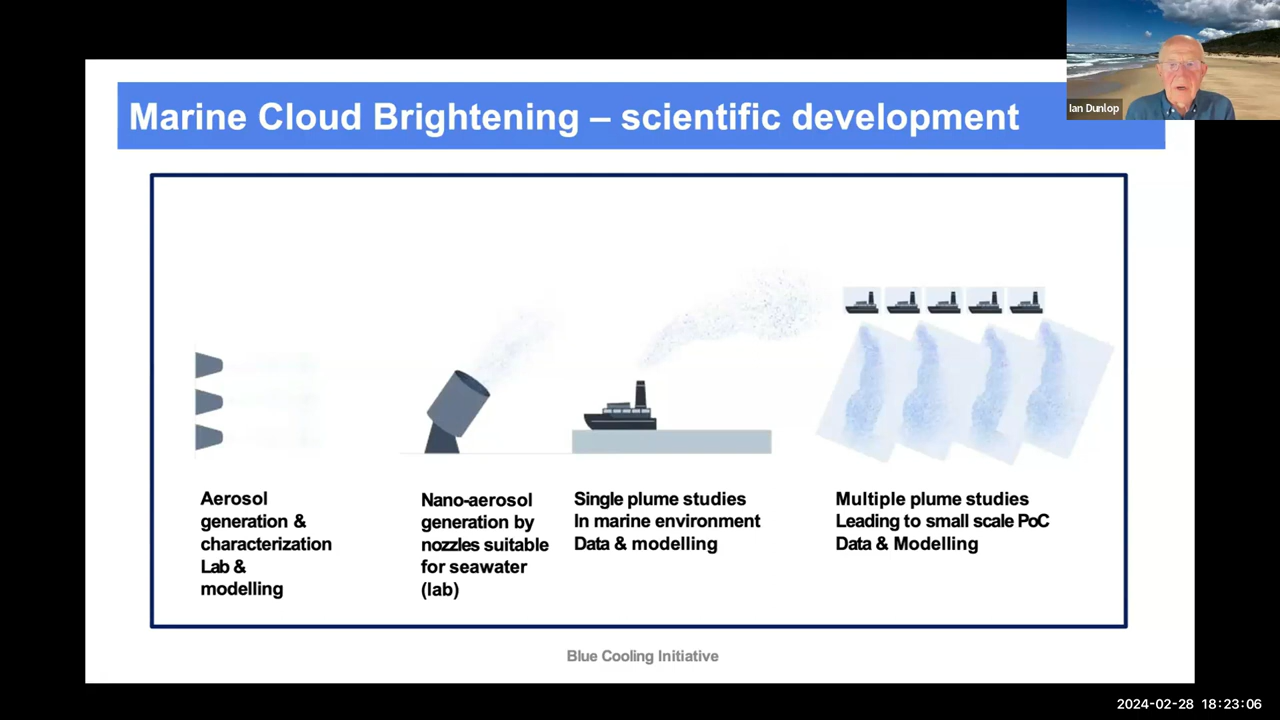 Marine Cloud Brightening – scientific development
Ian Dunlop
Aerosol
generation &
characterization
Lab &
modelling
Nano-aerosol
generation by
nozzles suitable
for seawater
(lab)
Single plume studies
In marine environment
Data & modelling
Multiple plume studies
Leading to small scale PoC
Data & Modelling
Blue Cooling Initiative
2024-02-28 18:23:06